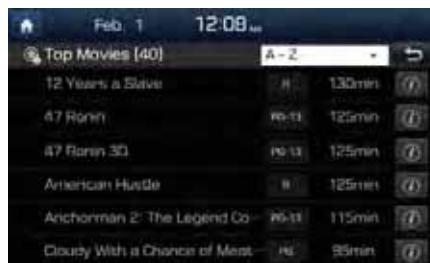 Feb. 1 12:08 AM
Top Movies (40) A - Z
12 Years a Slave R 130min
47 Ronin PG-13 125min
47 Ronin 3D PG-13 125min
American Hustle R 125min
Anchorman 2: The Legend Co PG-13 115min
Cloudy With a Chance of Meat PG 95min